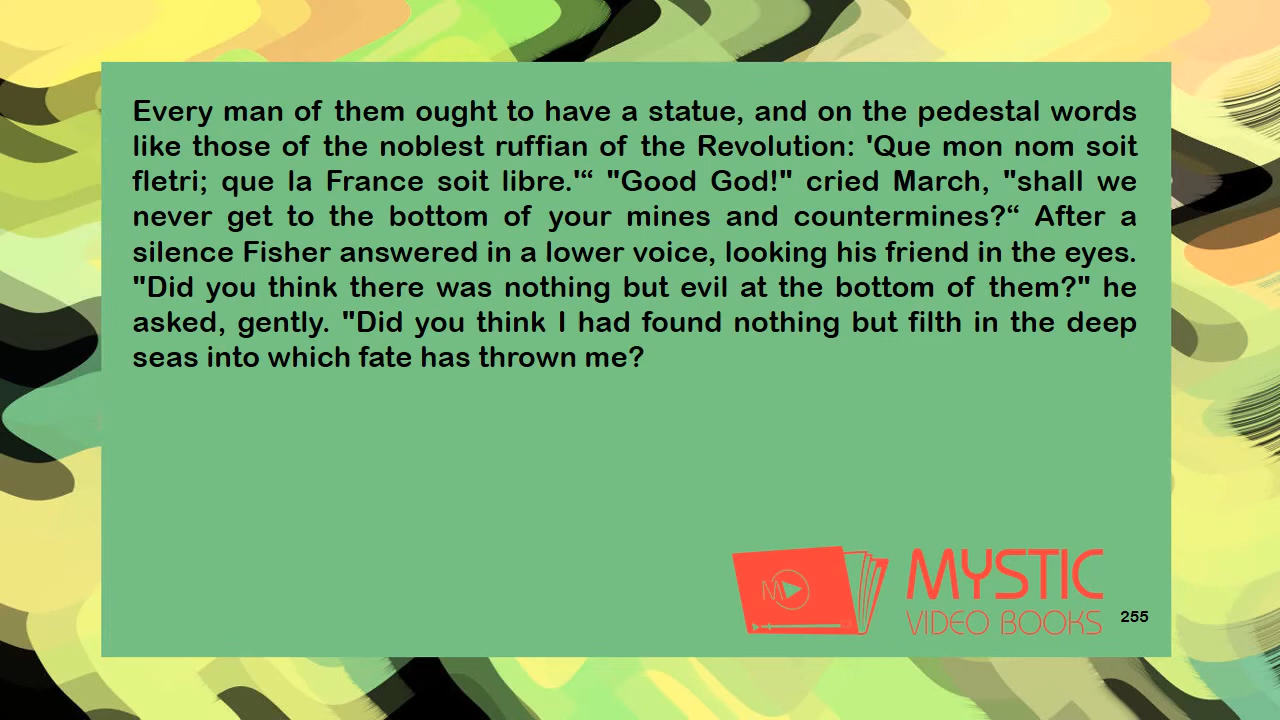 Every man of them ought to have a statue, and on the pedestal words
like those of the noblest ruffian of the Revolution: 'Que mon nom soit
fletri; que la France soit libre.'“ "Good God!" cried March, "shall we
never get to the bottom of your mines and countermines?“ After a
silence Fisher answered in a lower voice, looking his friend in the eyes.
"Did you think there was nothing but evil at the bottom of them?" he
asked, gently. "Did you think I had found nothing but filth in the deep
seas into which fate has thrown me?
M
MYSTIC
VIDEO BOOKS
255